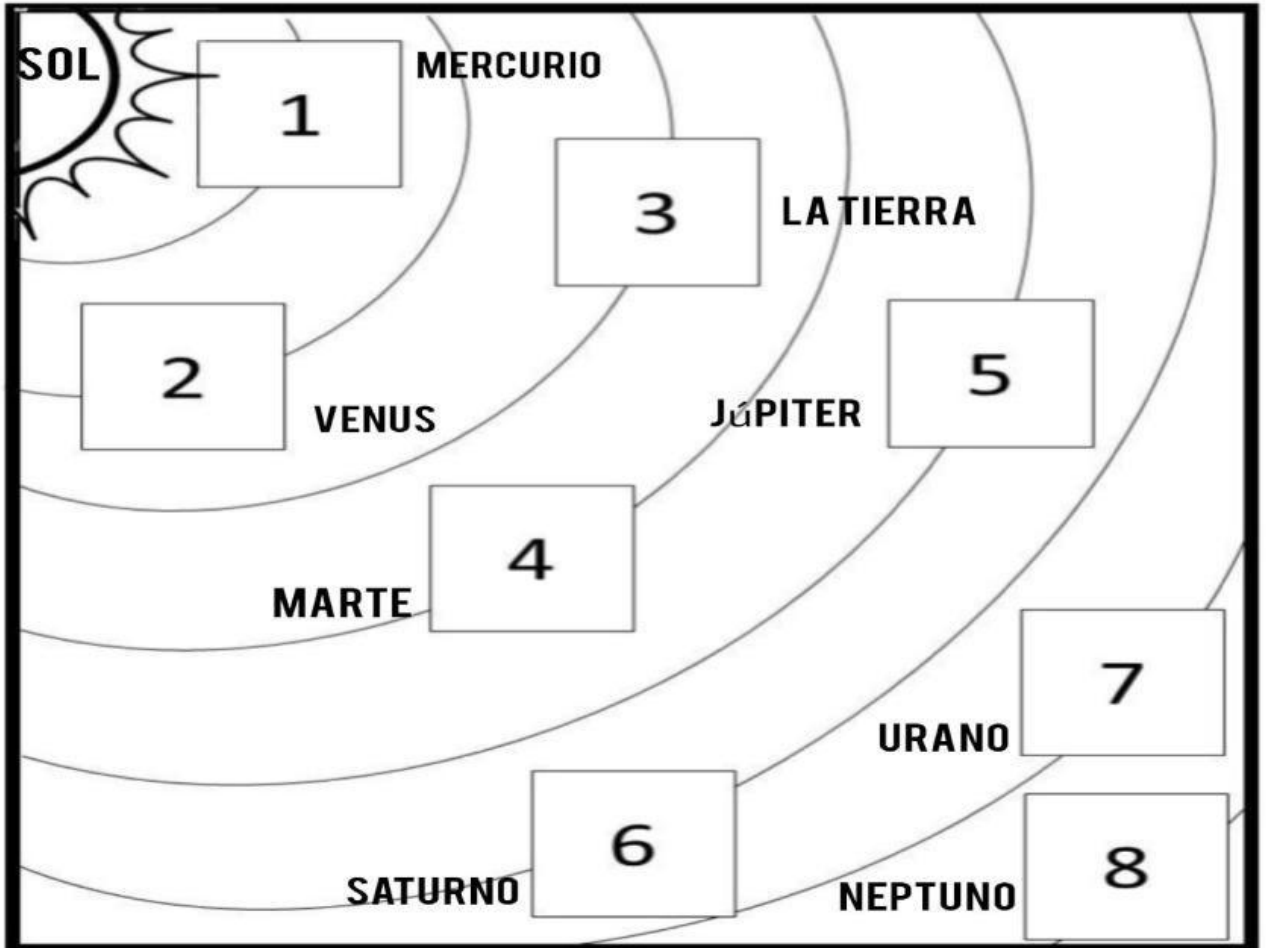 SOL
1
MERCURIO
3
LA TIERRA
2
VENUS
5
JúPITER
4
MARTE
7
URANO
6
SATURNO
8
NEPTUNO